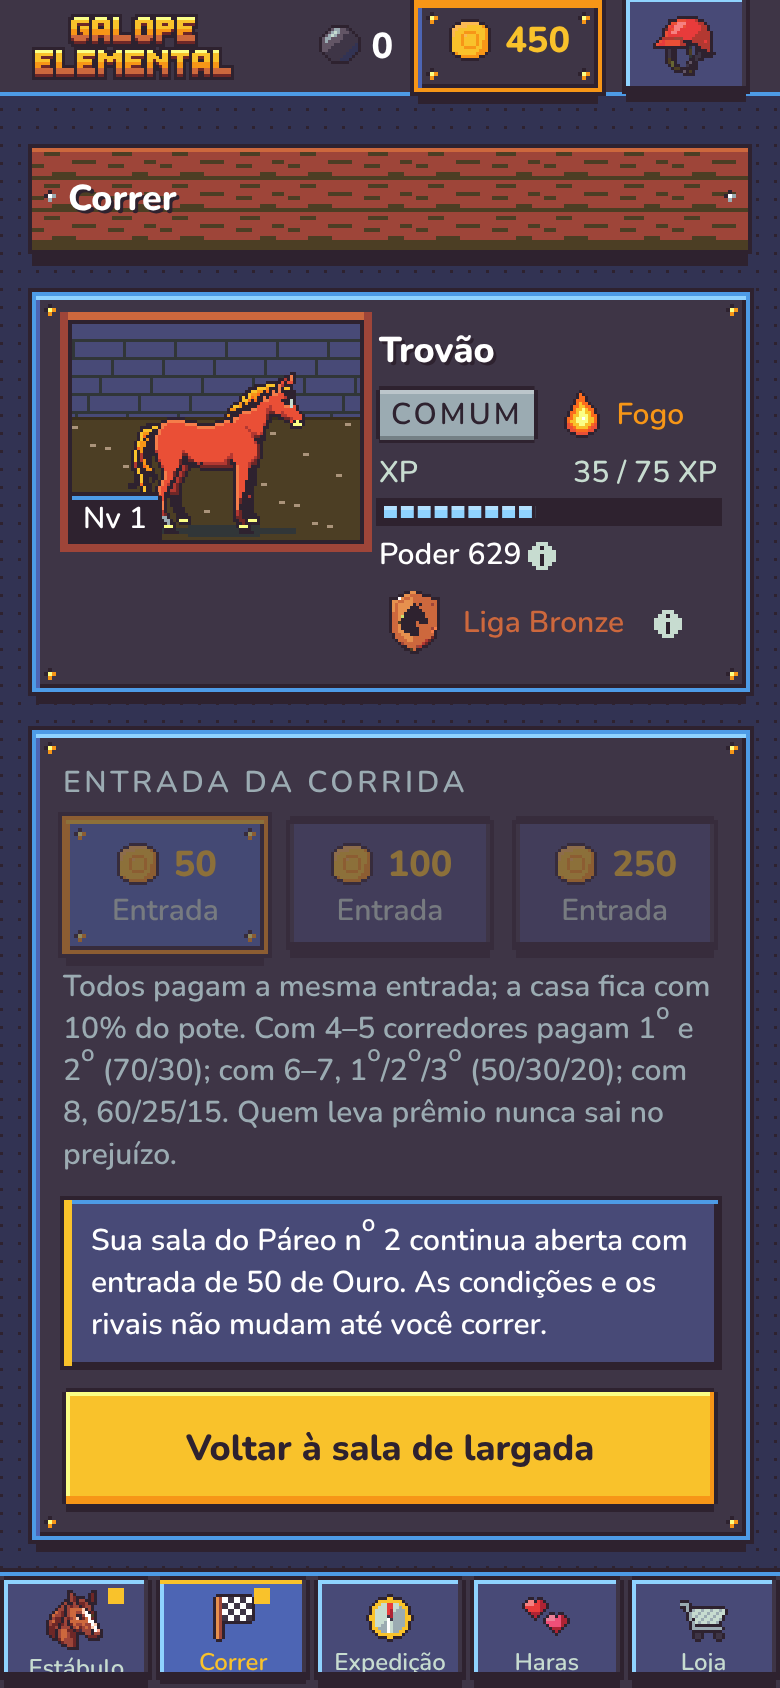 GALOPE
ELEMENTAL
0
450
Correr
Trovão
COMUM
Fogo
XP
35 / 75 XP
Nv 1
Poder 629
Liga Bronze
ENTRADA DA CORRIDA
50
Entrada
100
Entrada
250
Entrada
Todos pagam a mesma entrada; a casa fica com
10% do pote. Com 4–5 corredores pagam 1º e
2º (70/30); com 6–7, 1º/2º/3º (50/30/20); com
8, 60/25/15. Quem leva prêmio nunca sai no
prejuízo.
Sua sala do Páreo nº 2 continua aberta com
entrada de 50 de Ouro. As condições e os
rivais não mudam até você correr.
Voltar à sala de largada
Estábulo
Correr
Expedição
Haras
Loja